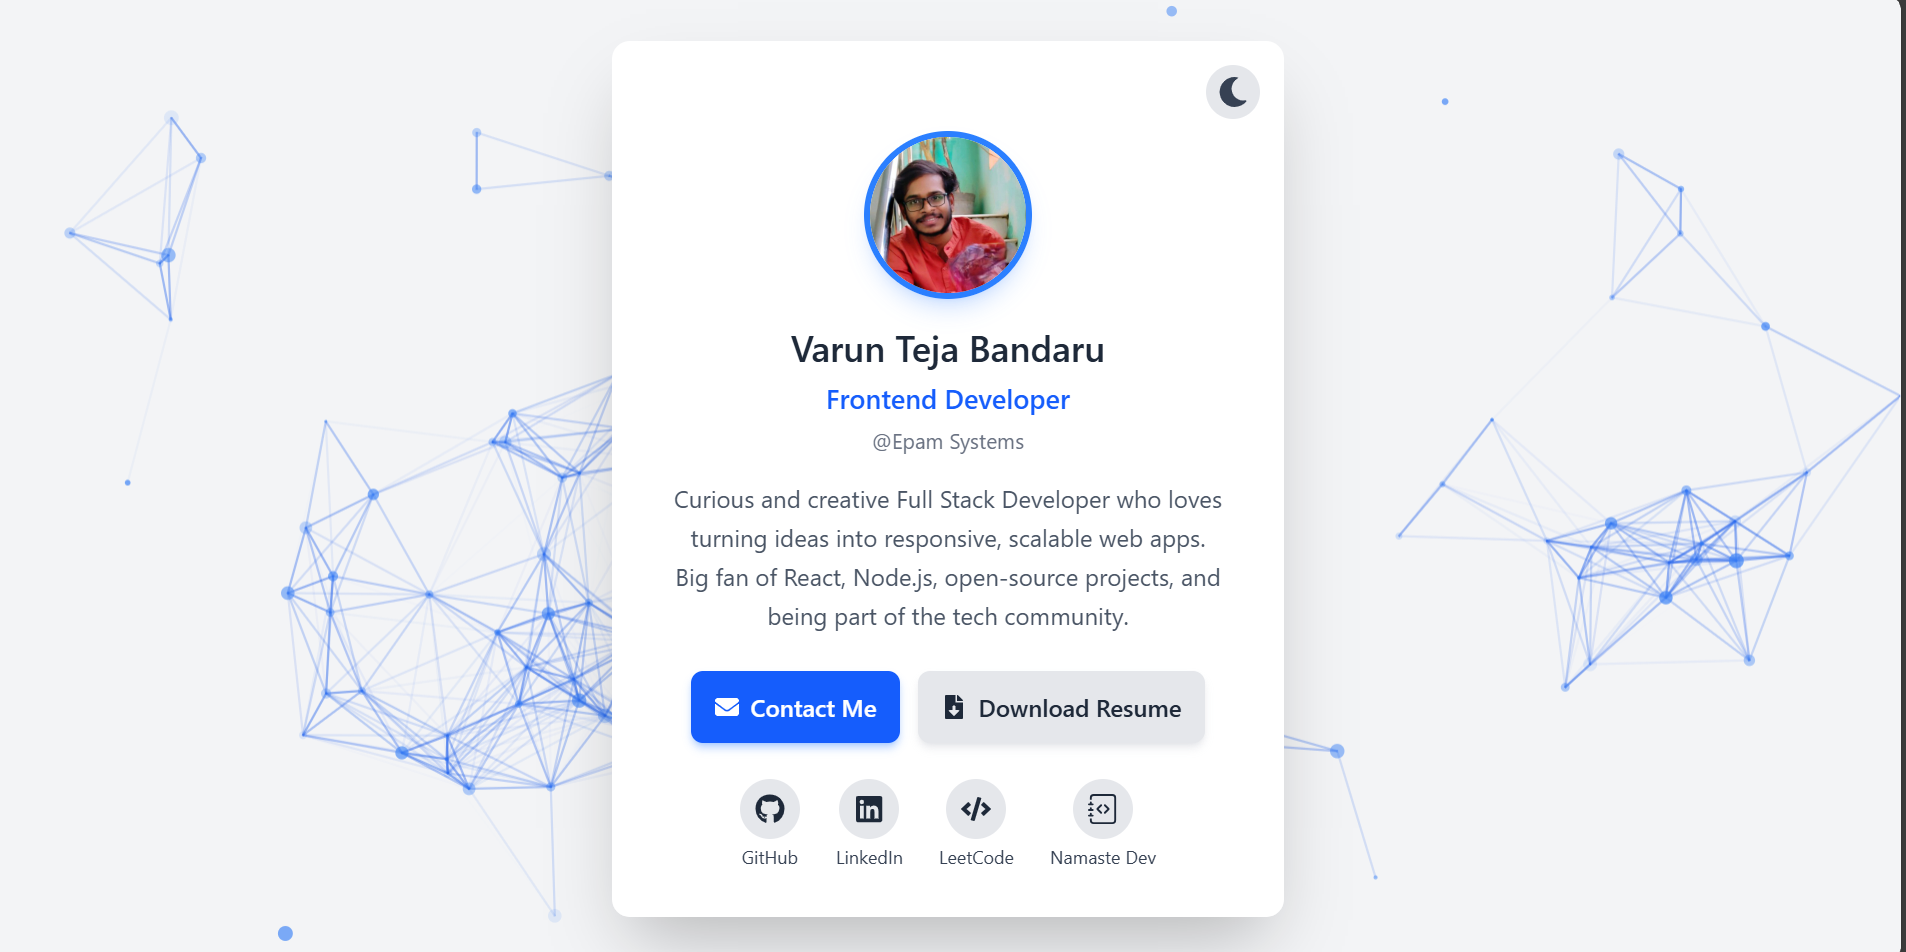 Varun Teja Bandaru
Frontend Developer
@Epam Systems
Curious and creative Full Stack Developer who loves
turning ideas into responsive, scalable web apps.
Big fan of React, Node.js, open-source projects, and
being part of the tech community.
Contact Me
Download Resume
GitHub
LinkedIn
LeetCode
Namaste Dev